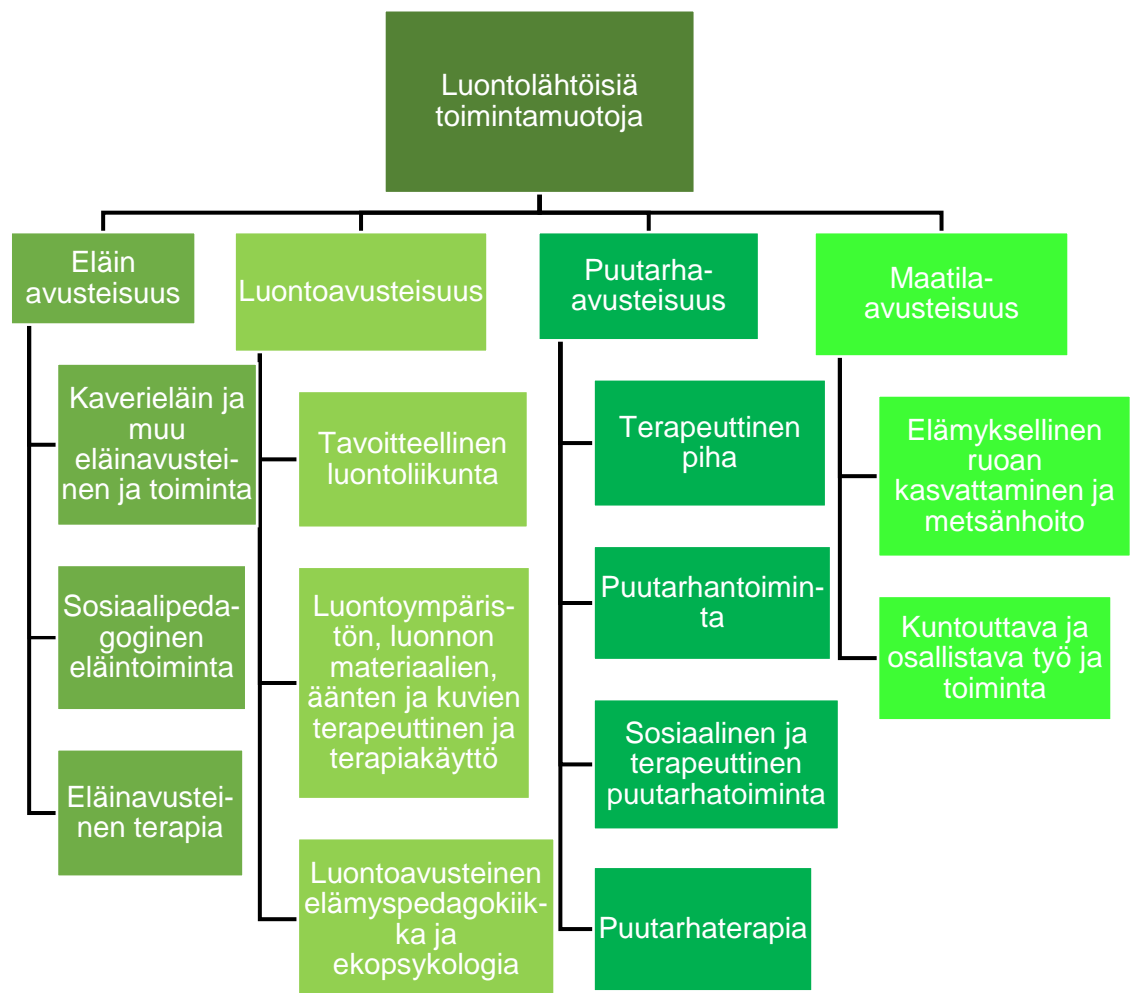 Luontolähtöisiä
toimintamuotoja
Eläin
avusteisuus
Kaverieläin ja
muu
eläinavustei-
nen ja toiminta
Sosiaalipeda-
goginen
eläintoiminta
Eläinavustei-
nen terapia
Luontoavusteisuus
Tavoitteellinen
luontoliikunta
Luontoympäris-
tön, luonnon
materiaalien,
äänten ja kuvien
terapeuttinen ja
terapiakäyttö
Luontoavusteinen
elämyspedagokiik-
ka ja
ekopsykologia
Puutarha-
avusteisuus
Terapeuttinen
piha
Puutarhantoimin-
ta
Sosiaalinen ja
terapeuttinen
puutarhatoiminta
Puutarhaterapia
Maatila-
avusteisuus
Elämyksellinen
ruoan
kasvattaminen ja
metsänhoito
Kuntouttava ja
osallistava työ ja
toiminta